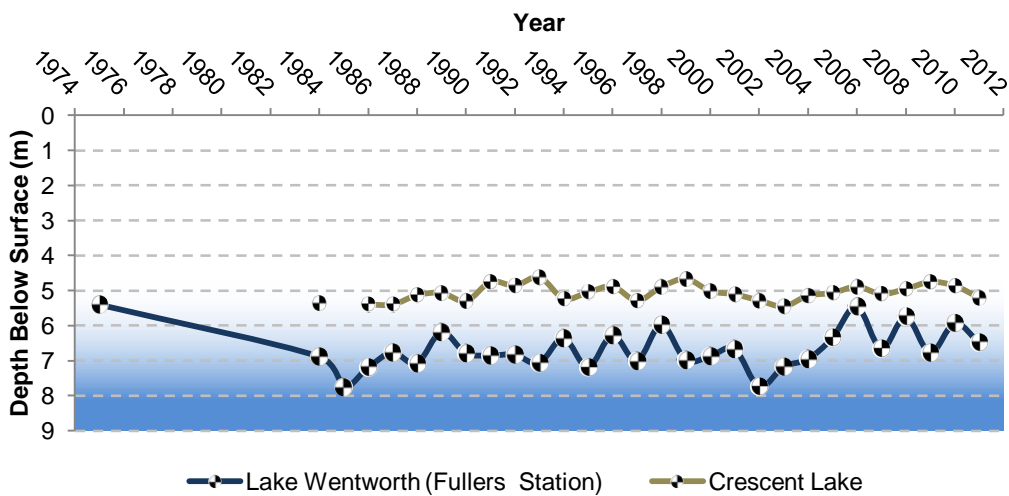 Year
1974 1976 1978 1980 1982 1984 1986 1988 1990 1992 1994 1996 1998 2000 2002 2004 2006 2008 2010 2012
Depth Below Surface (m)
0
1
2
3
4
5
6
7
8
9
Lake Wentworth (Fullers Station) Crescent Lake